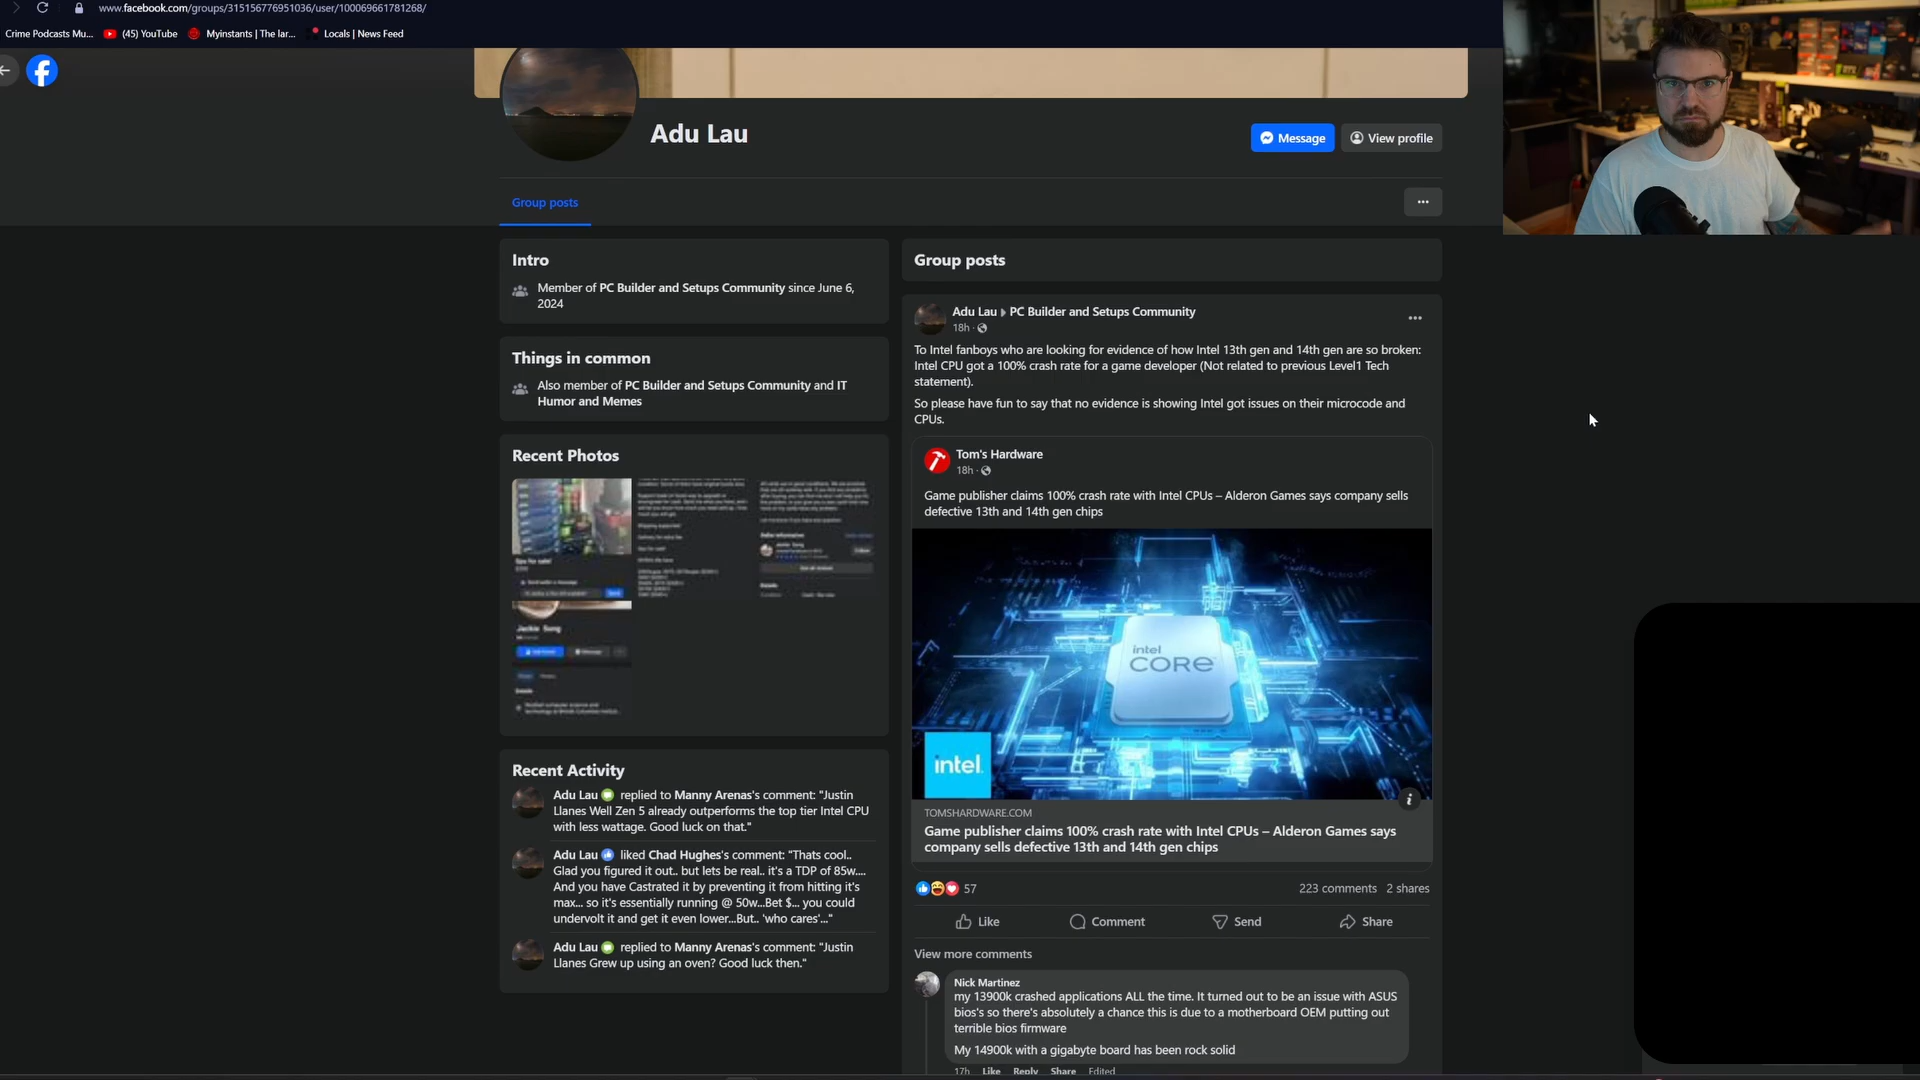 www.facebook.com/groups/315156776951036/user/100069661781268/
Crime Podcasts Mu...
(45) YouTube
Myinstants | The lar...
Locals | News Feed
Adu Lau
Message
View profile
Group posts
Intro
Member of PC Builder and Setups Community since June 6,
2024
Things in common
Also member of PC Builder and Setups Community and IT
Humor and Memes
Recent Photos
Jackie Song
Recent Activity
Adu Lau replied to Manny Arenas's comment: "Justin
Llanes Well Zen 5 already outperforms the top tier Intel CPU
with less wattage. Good luck on that."
Adu Lau liked Chad Hughes's comment: "Thats cool..
Glad you figured it out.. but lets be real.. it's a TDP of 85w....
And you have Castrated it by preventing it from hitting it's
max... so it's essentially running @ 50w...Bet $... you could
undervolt it and get it even lower...But.. 'who cares'..."
Adu Lau replied to Manny Arenas's comment: "Justin
Llanes Grew up using an oven? Good luck then."
Group posts
Adu Lau PC Builder and Setups Community
18h ·
To Intel fanboys who are looking for evidence of how Intel 13th gen and 14th gen are so broken:
Intel CPU got a 100% crash rate for a game developer (Not related to previous Level1 Tech
statement).
So please have fun to say that no evidence is showing Intel got issues on their microcode and
CPUs.
Tom's Hardware
18h ·
Game publisher claims 100% crash rate with Intel CPUs – Alderon Games says company sells
defective 13th and 14th gen chips
intel
CORE
intel.
TOMSHARDWARE.COM
Game publisher claims 100% crash rate with Intel CPUs – Alderon Games says
company sells defective 13th and 14th gen chips
57
223 comments 2 shares
Like
Comment
Send
Share
View more comments
Nick Martinez
my 13900k crashed applications ALL the time. It turned out to be an issue with ASUS
bios's so there's absolutely a chance this is due to a motherboard OEM putting out
terrible bios firmware
My 14900k with a gigabyte board has been rock solid
17h Like Reply Share Edited